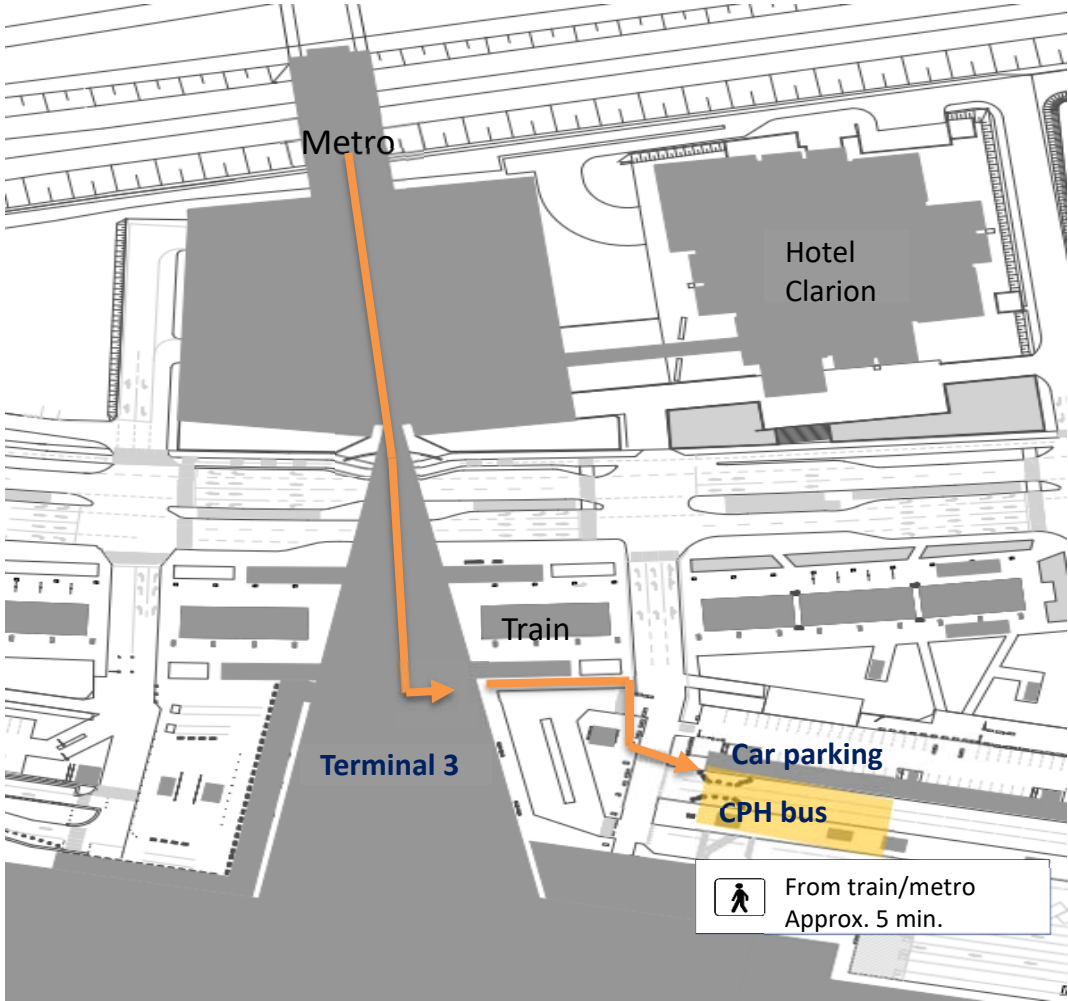 Metro
Hotel
Clarion
Train
Terminal 3
Car parking
CPH bus
From train/metro
Approx. 5 min.